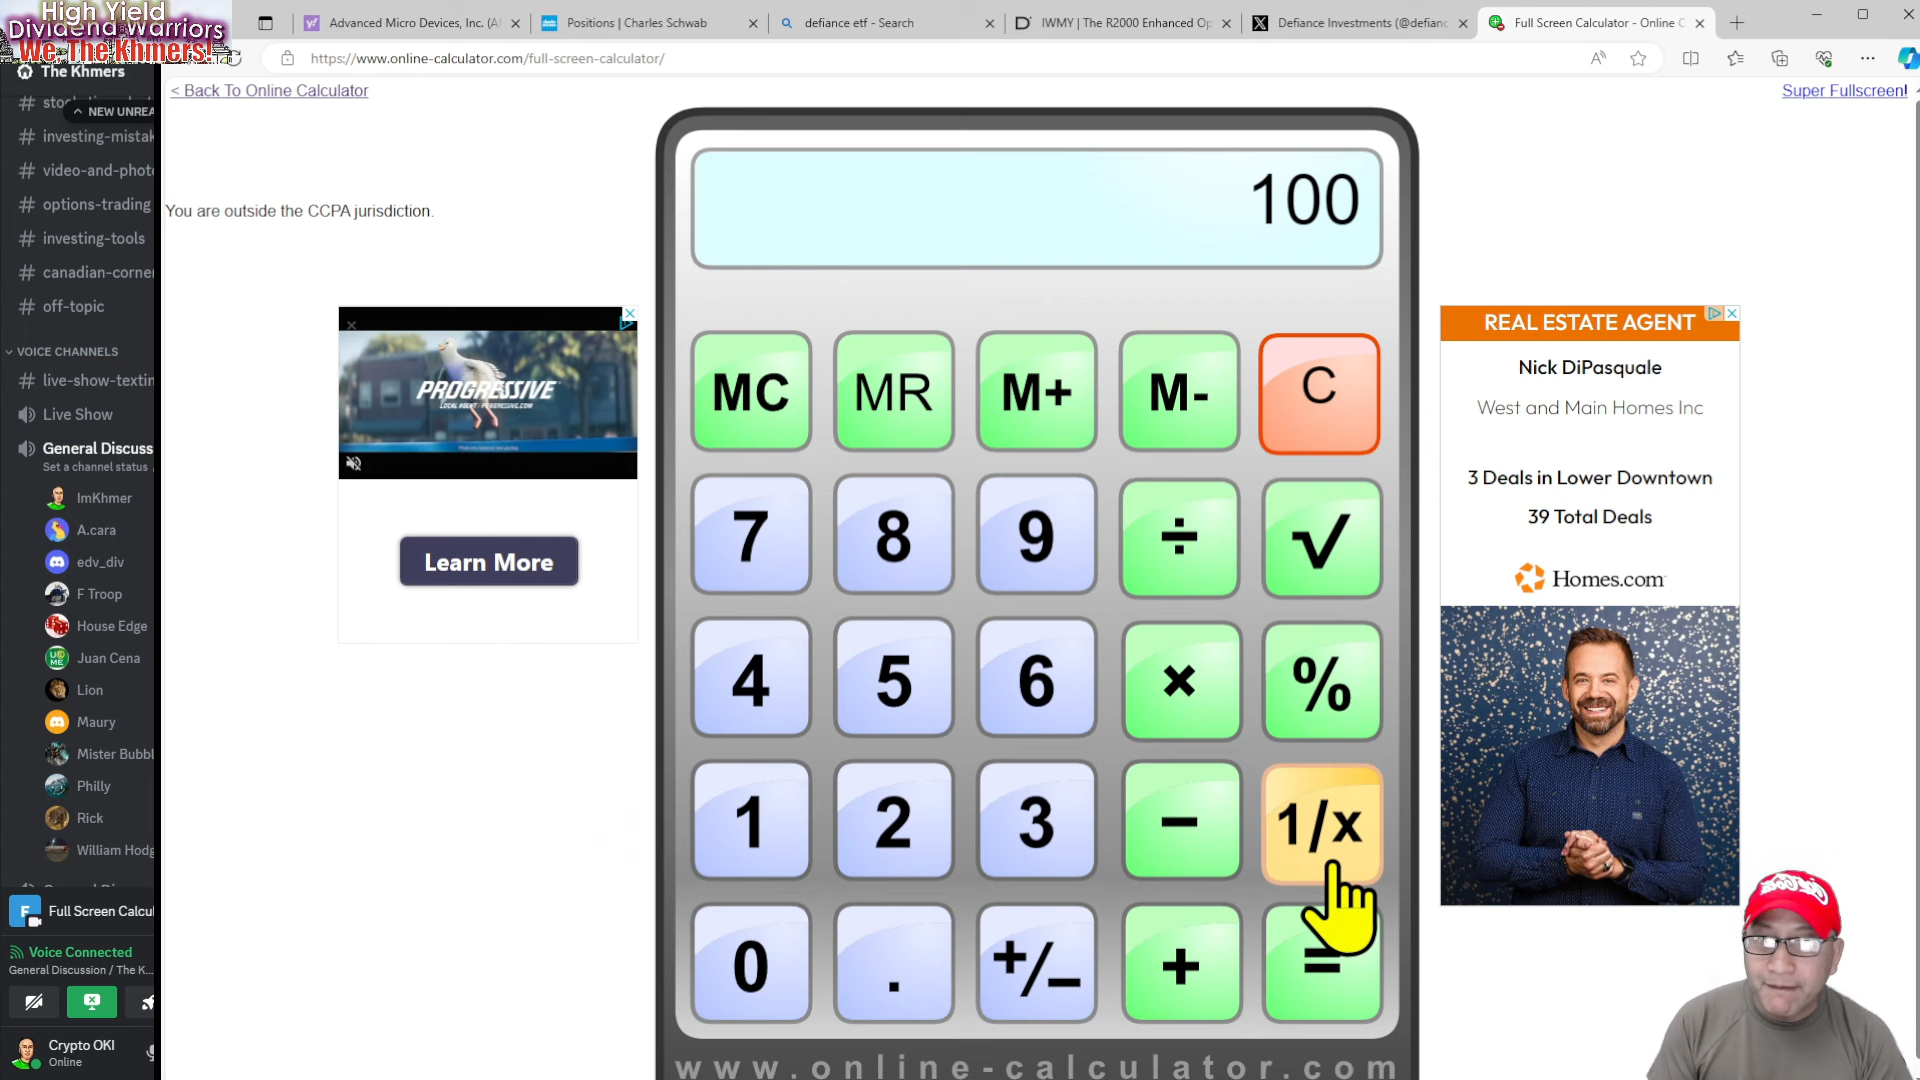 High Yield
Dividend Warriors
We The Khmers!
Advanced Micro Devices, Inc. (A
Positions | Charles Schwab
defiance etf - Search
IWMY | The R2000 Enhanced Op
Defiance Investments (@defianc
Full Screen Calculator - Online C
https://www.online-calculator.com/full-screen-calculator/
The Khmers
NEW UNREA
investing-mistak
video-and-photo
options-trading
investing-tools
canadian-corner
off-topic
VOICE CHANNELS
live-show-textin
Live Show
General Discuss
Set a channel status
ImKhmer
A.cara
edv_div
F Troop
House Edge
Juan Cena
Lion
Maury
Mister Bubbl
Philly
Rick
William Hodg
Full Screen Calcul
Voice Connected
General Discussion / The K...
Crypto OKI
Online
< Back To Online Calculator
Super Fullscreen!
You are outside the CCPA jurisdiction.
PROGRESSIVE
Learn More
100
MC MR M+ M- C
7 8 9 ÷ √
4 5 6 × %
1 2 3 − 1/x
0 . +/− + =
www.online-calculator.com
REAL ESTATE AGENT
Nick DiPasquale
West and Main Homes Inc
3 Deals in Lower Downtown
39 Total Deals
Homes.com